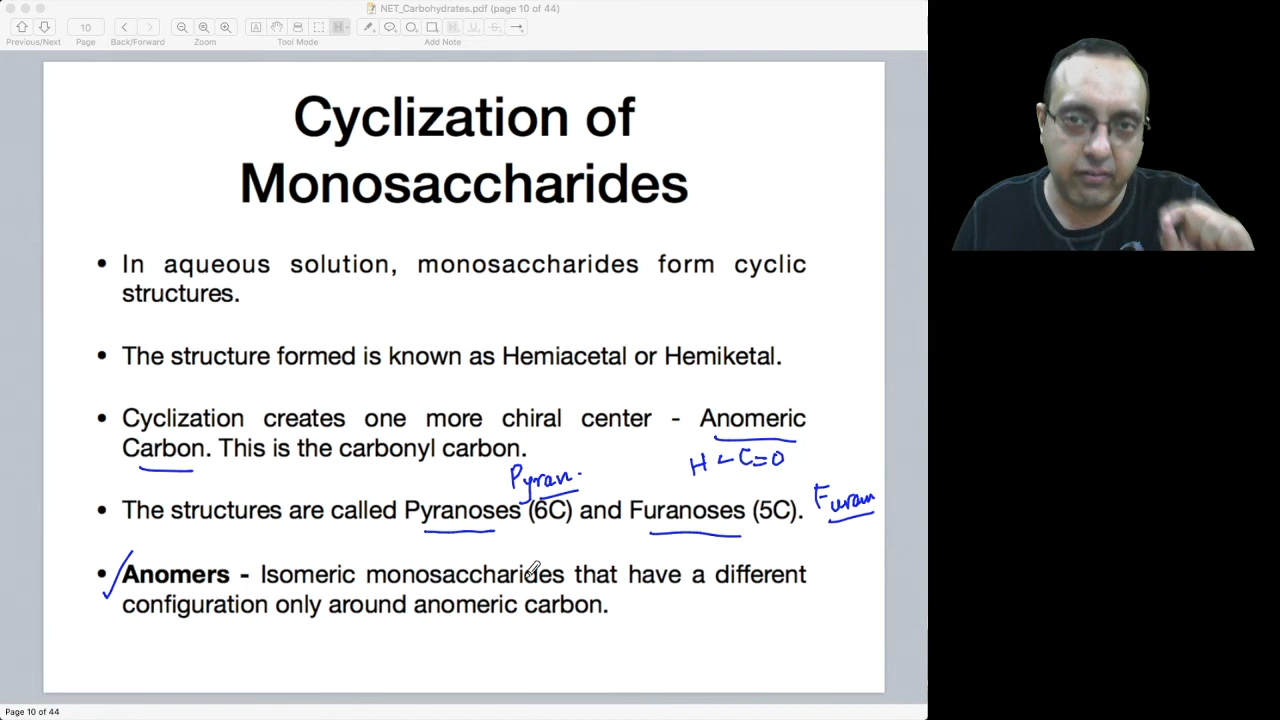 NET_Carbohydrates.pdf (page 10 of 44)
10
Previous/Next Page Back/Forward Zoom Tool Mode Add Note
Cyclization of
Monosaccharides
• In aqueous solution, monosaccharides form cyclic
structures.
• The structure formed is known as Hemiacetal or Hemiketal.
• Cyclization creates one more chiral center - Anomeric
Carbon. This is the carbonyl carbon.
H - C=O
Pyran.
• The structures are called Pyranoses (6C) and Furanoses (5C).
Furan
• Anomers - Isomeric monosaccharides that have a different
configuration only around anomeric carbon.
Page 10 of 44